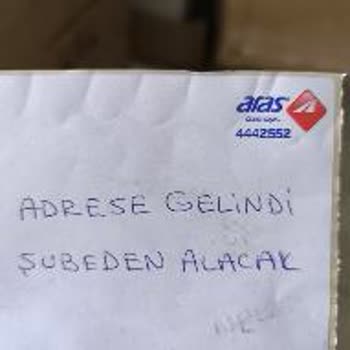 aras
4442552
ADRESE GELİNDİ
ŞUBEDEN ALACAK